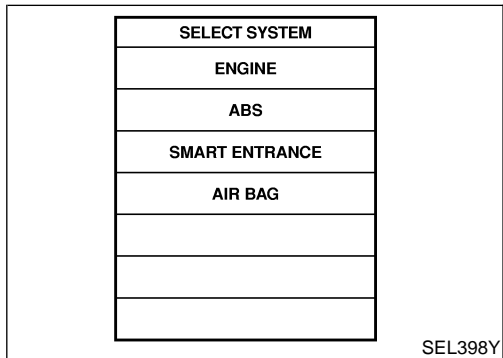 SELECT SYSTEM
ENGINE
ABS
SMART ENTRANCE
AIR BAG
SEL398Y